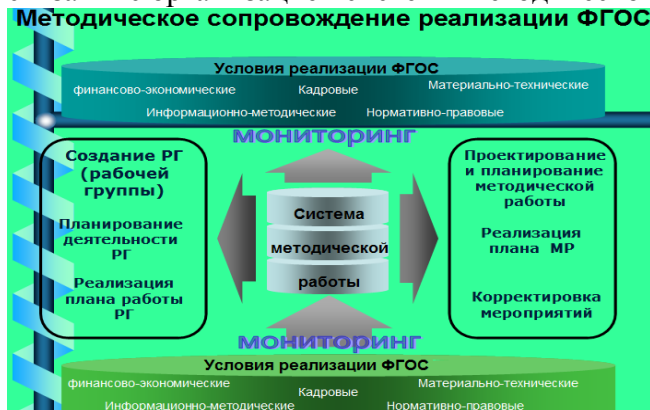 Методическое сопровождение реализации ФГОС
Условия реализации ФГОС
финансово-экономические Кадровые Материально-технические
Информационно-методические Нормативно-правовые
МОНИТОРИНГ
Создание РГ
(рабочей
группы)
Планирование
деятельности
РГ
Реализация
плана работы
РГ
Система
методической
работы
Проектирование
и планирование
методической
работы
Реализация
плана МР
Корректировка
мероприятий
МОНИТОРИНГ
Условия реализации ФГОС
финансово-экономические Кадровые Материально-технические
Информационно-методические Нормативно-правовые